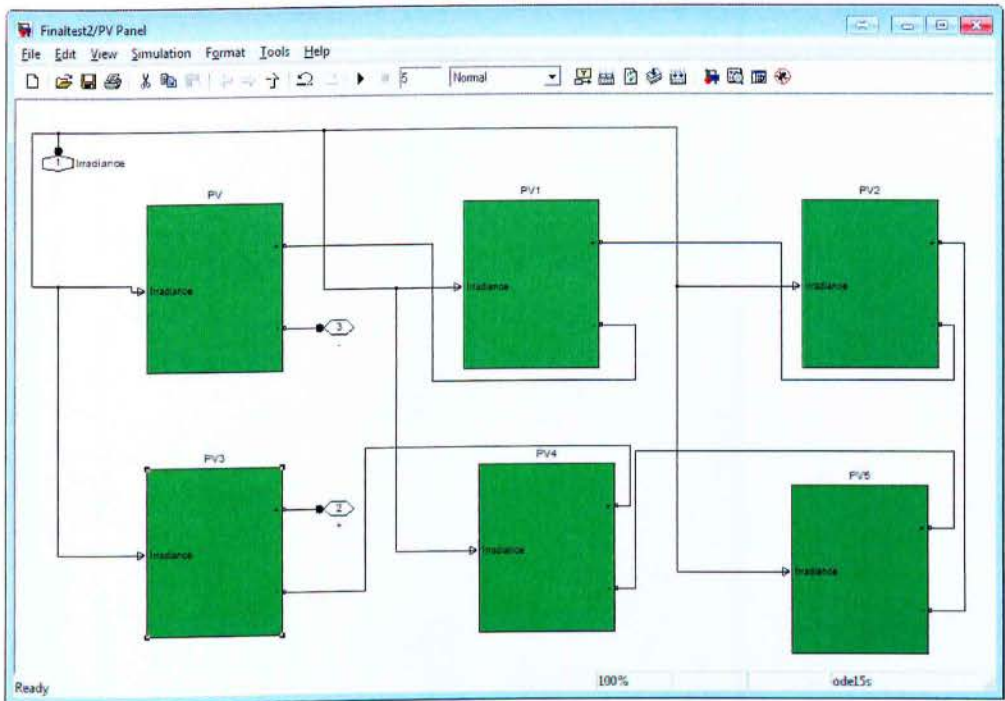 Finaltest2/PV Panel
File Edit View Simulation Format Tools Help
5 Normal
1 Irradiance
PV
PV1
PV2
+
+
+
Irradiance
Irradiance
Irradiance
-
-
-
3
-
PV3
PV4
PV5
+
2
+
+
+
Irradiance
Irradiance
Irradiance
-
-
-
Ready 100% ode15s